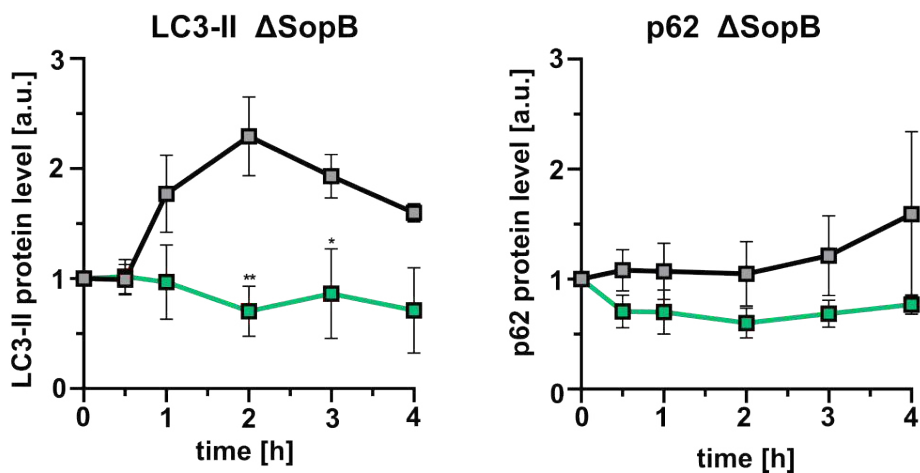 LC3-II ΔSopB
LC3-II protein level [a.u.]
3
2
1
0
**
*
0 1 2 3 4
time [h]
p62 ΔSopB
p62 protein level [a.u.]
3
2
1
0
0 1 2 3 4
time [h]